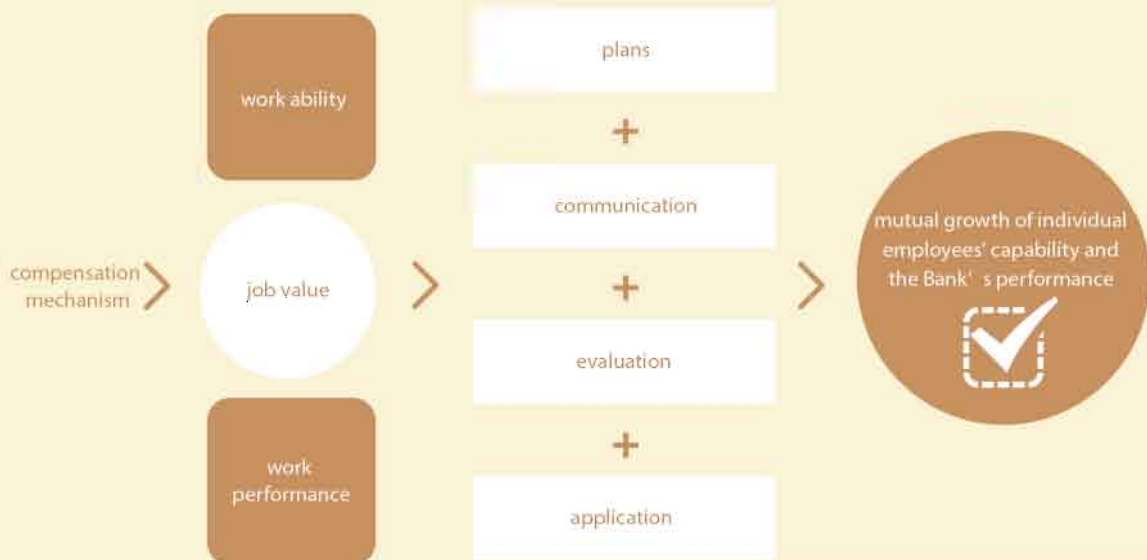 compensation
mechanism
work ability
job value
work
performance
plans
+
communication
+
evaluation
+
application
mutual growth of individual
employees' capability and
the Bank' s performance